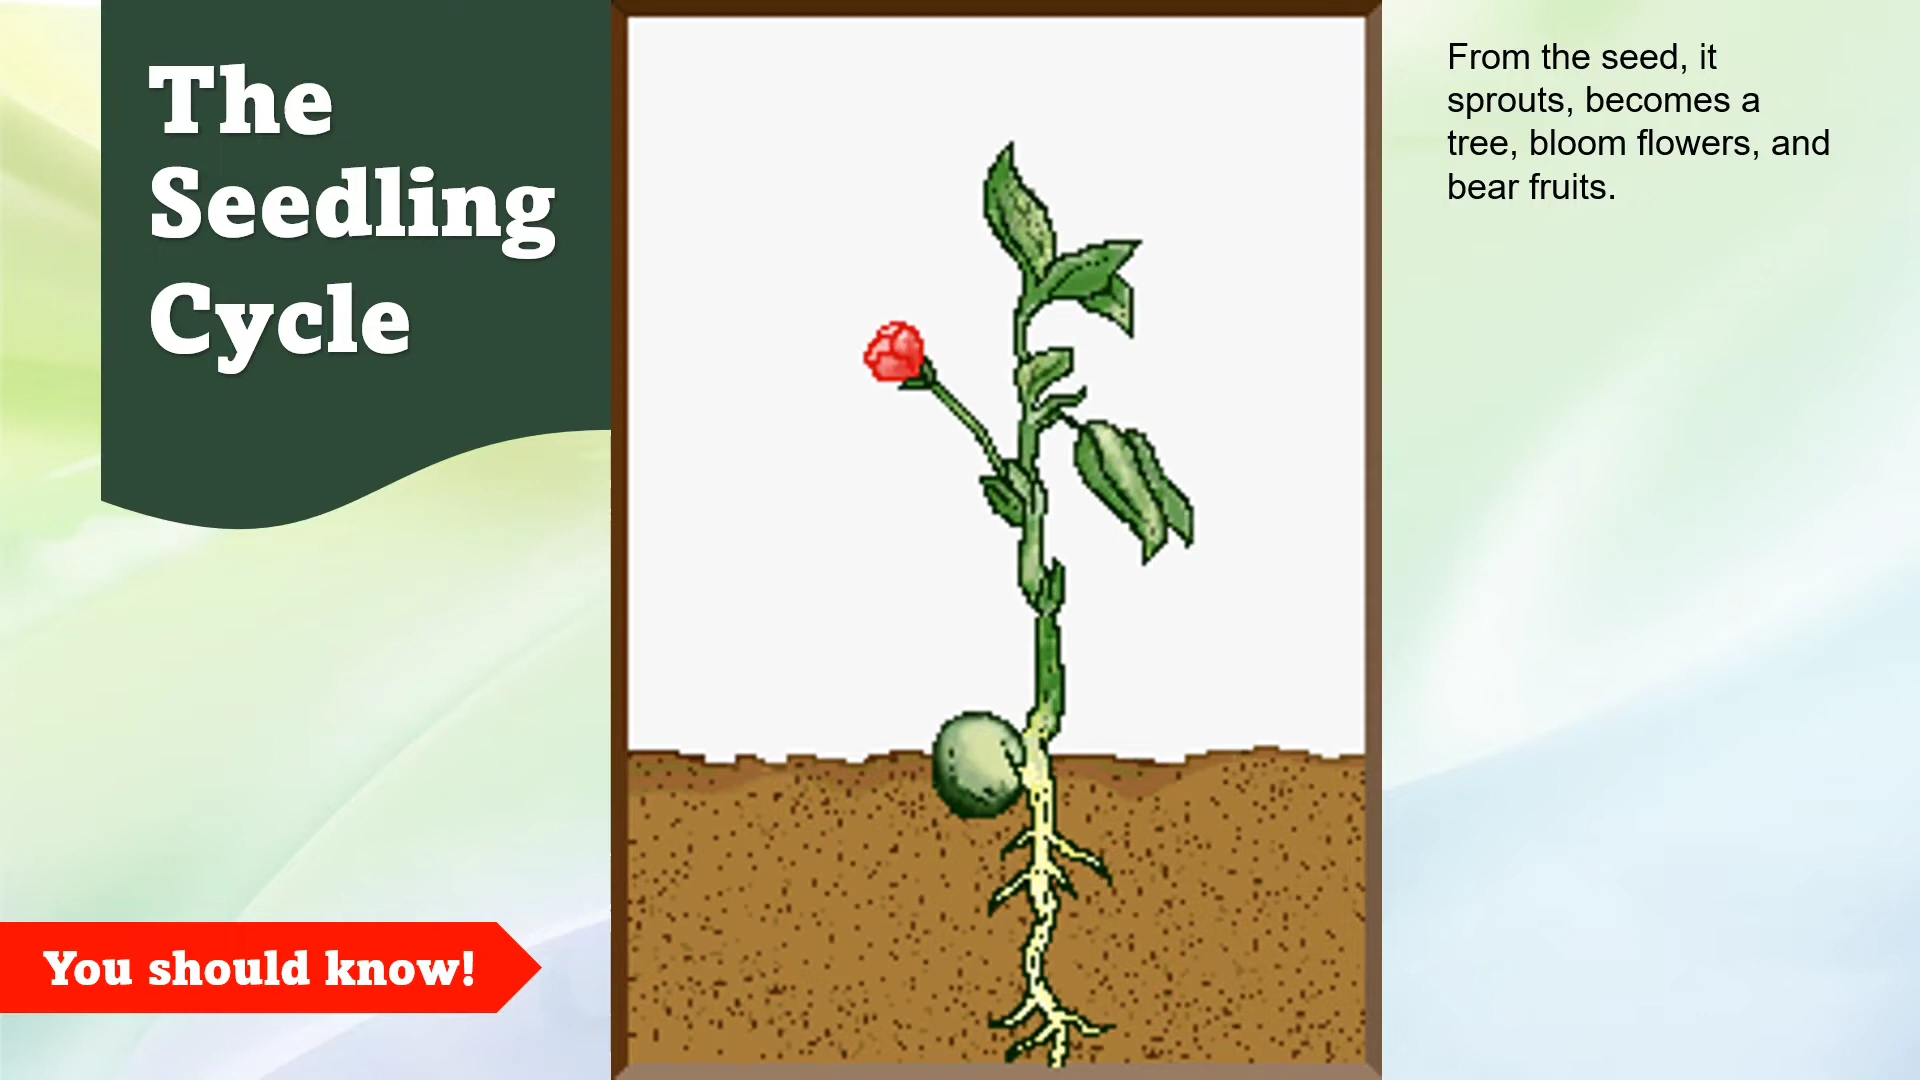 The
Seedling
Cycle
From the seed, it
sprouts, becomes a
tree, bloom flowers, and
bear fruits.
You should know!